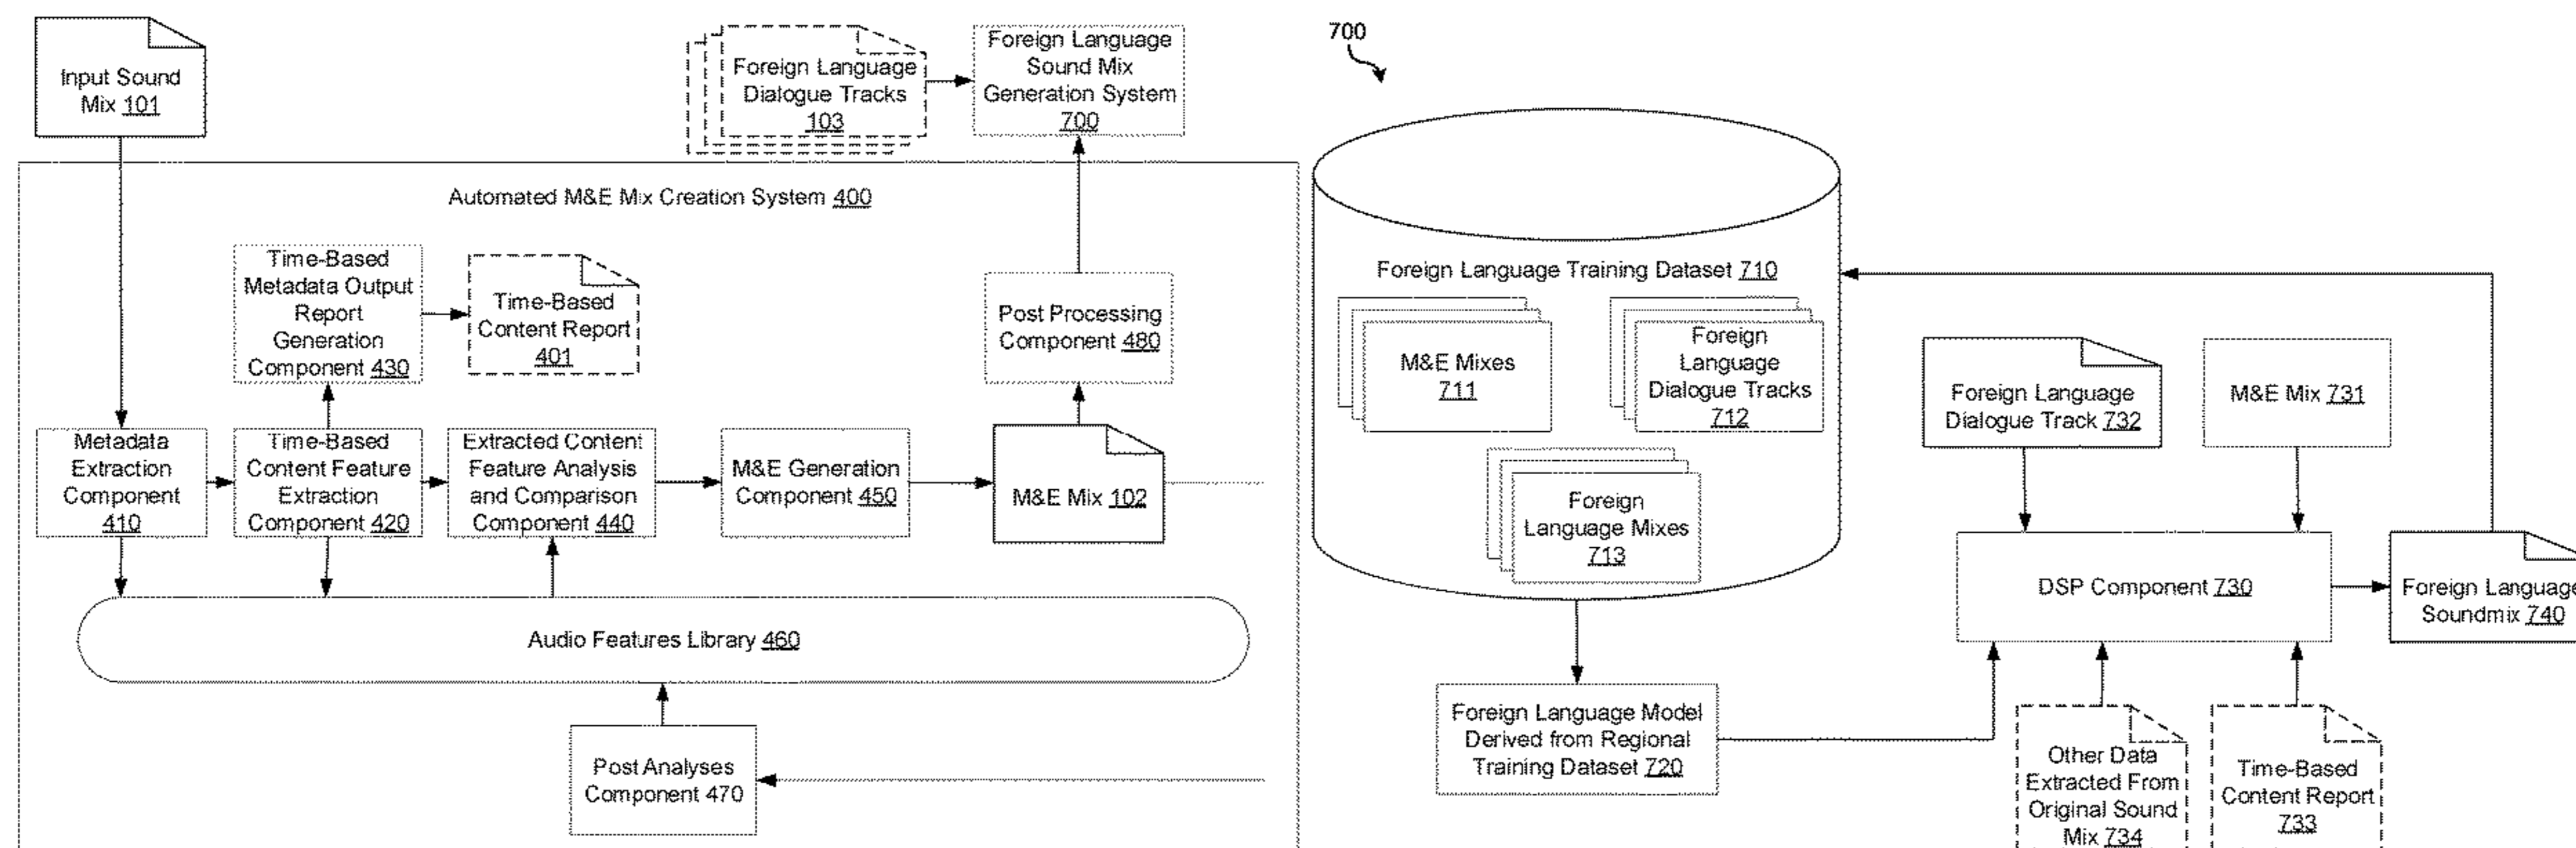 Input Sound
Mix 101
Foreign Language
Dialogue Tracks
103
Foreign Language
Sound Mix
Generation System
700
Automated M&E Mix Creation System 400
Time-Based
Metadata Output
Report
Generation
Component 430
Time-Based
Content Report
401
Post Processing
Component 480
Metadata
Extraction
Component
410
Time-Based
Content Feature
Extraction
Component 420
Extracted Content
Feature Analysis
and Comparison
Component 440
M&E Generation
Component 450
M&E Mix 102
Audio Features Library 460
Post Analyses
Component 470
700
Foreign Language Training Dataset 710
M&E Mixes
711
Foreign
Language
Dialogue Tracks
712
Foreign
Language Mixes
713
Foreign Language
Dialogue Track 732
M&E Mix 731
DSP Component 730
Foreign Language
Soundmix 740
Foreign Language Model
Derived from Regional
Training Dataset 720
Other Data
Extracted From
Original Sound
Mix 734
Time-Based
Content Report
733